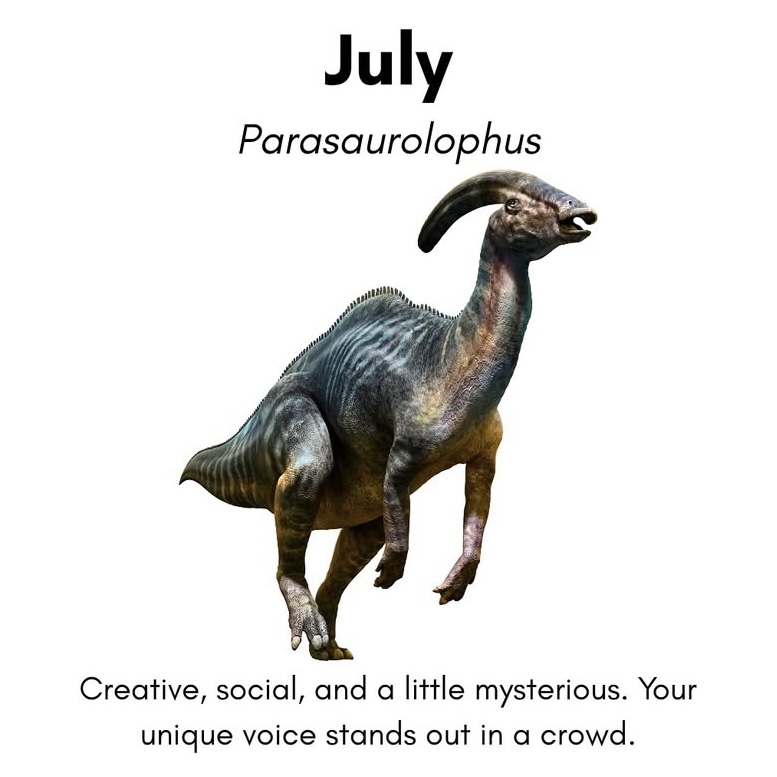 July
Parasaurolophus
Creative, social, and a little mysterious. Your
unique voice stands out in a crowd.